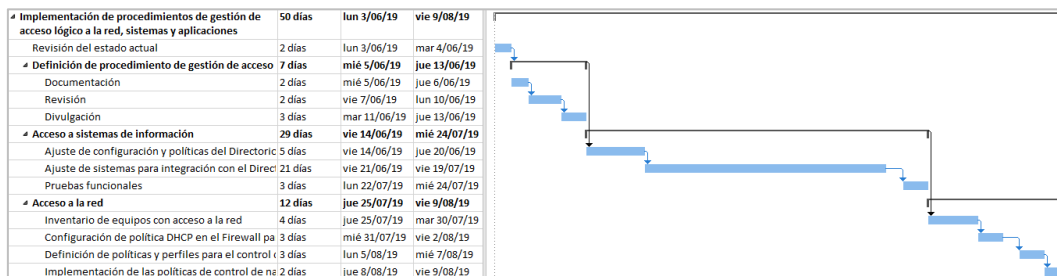 Implementación de procedimientos de gestión de 50 días lun 3/06/19 vie 9/08/19
acceso lógico a la red, sistemas y aplicaciones
Revisión del estado actual 2 días lun 3/06/19 mar 4/06/19
Definición de procedimiento de gestión de acceso 7 días mié 5/06/19 jue 13/06/19
Documentación 2 días mié 5/06/19 jue 6/06/19
Revisión 2 días vie 7/06/19 lun 10/06/19
Divulgación 3 días mar 11/06/19 jue 13/06/19
Acceso a sistemas de información 29 días vie 14/06/19 mié 24/07/19
Ajuste de configuración y políticas del Directoric 5 días vie 14/06/19 jue 20/06/19
Ajuste de sistemas para integración con el Direct 21 días vie 21/06/19 vie 19/07/19
Pruebas funcionales 3 días lun 22/07/19 mié 24/07/19
Acceso a la red 12 días jue 25/07/19 vie 9/08/19
Inventario de equipos con acceso a la red 4 días jue 25/07/19 mar 30/07/19
Configuración de política DHCP en el Firewall pa 3 días mié 31/07/19 vie 2/08/19
Definición de políticas y perfiles para el control c 3 días lun 5/08/19 mié 7/08/19
Implementación de las políticas de control de na 2 días jue 8/08/19 vie 9/08/19